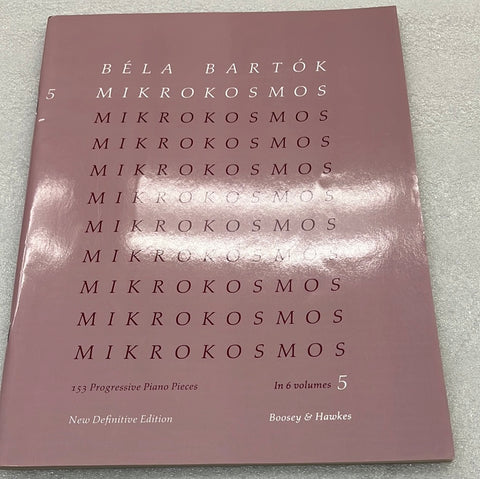 BÉLA BARTÓK
5 MIKROKOSMOS
MIKROKOSMOS
MIKROKOSMOS
MIKROKOSMOS
MIKROKOSMOS
MIKROKOSMOS
MIKROKOSMOS
MIKROKOSMOS
MIKROKOSMOS
MIKROKOSMOS
153 Progressive Piano Pieces In 6 volumes 5
New Definitive Edition Boosey & Hawkes